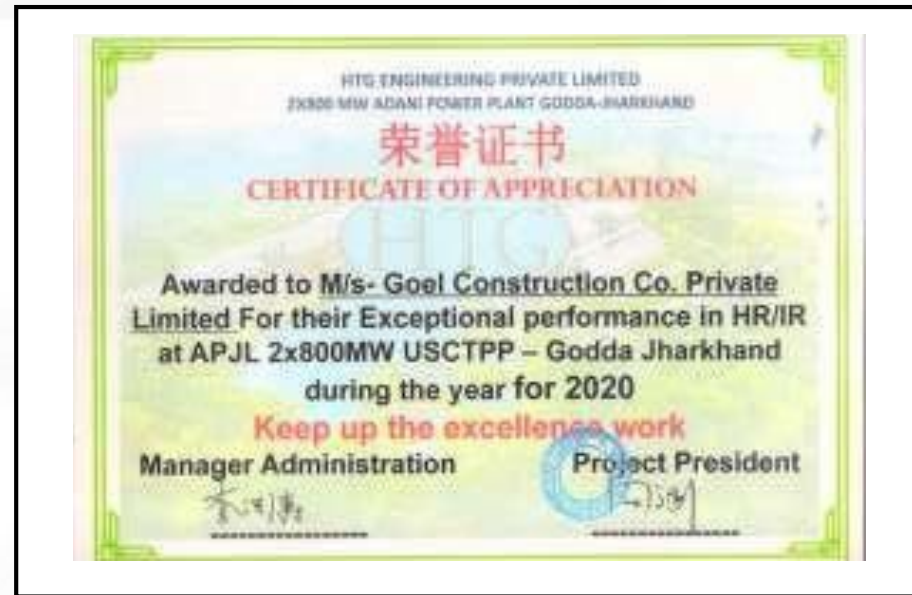 HTG ENGINEERING PRIVATE LIMITED
2X800 MW ADANI POWER PLANT GODDA-JHARKHAND
荣誉证书
CERTIFICATE OF APPRECIATION
HTG
Awarded to M/s- Goel Construction Co. Private
Limited For their Exceptional performance in HR/IR
at APJL 2x800MW USCTPP – Godda Jharkhand
during the year for 2020
Keep up the excellence work
Manager Administration Project President